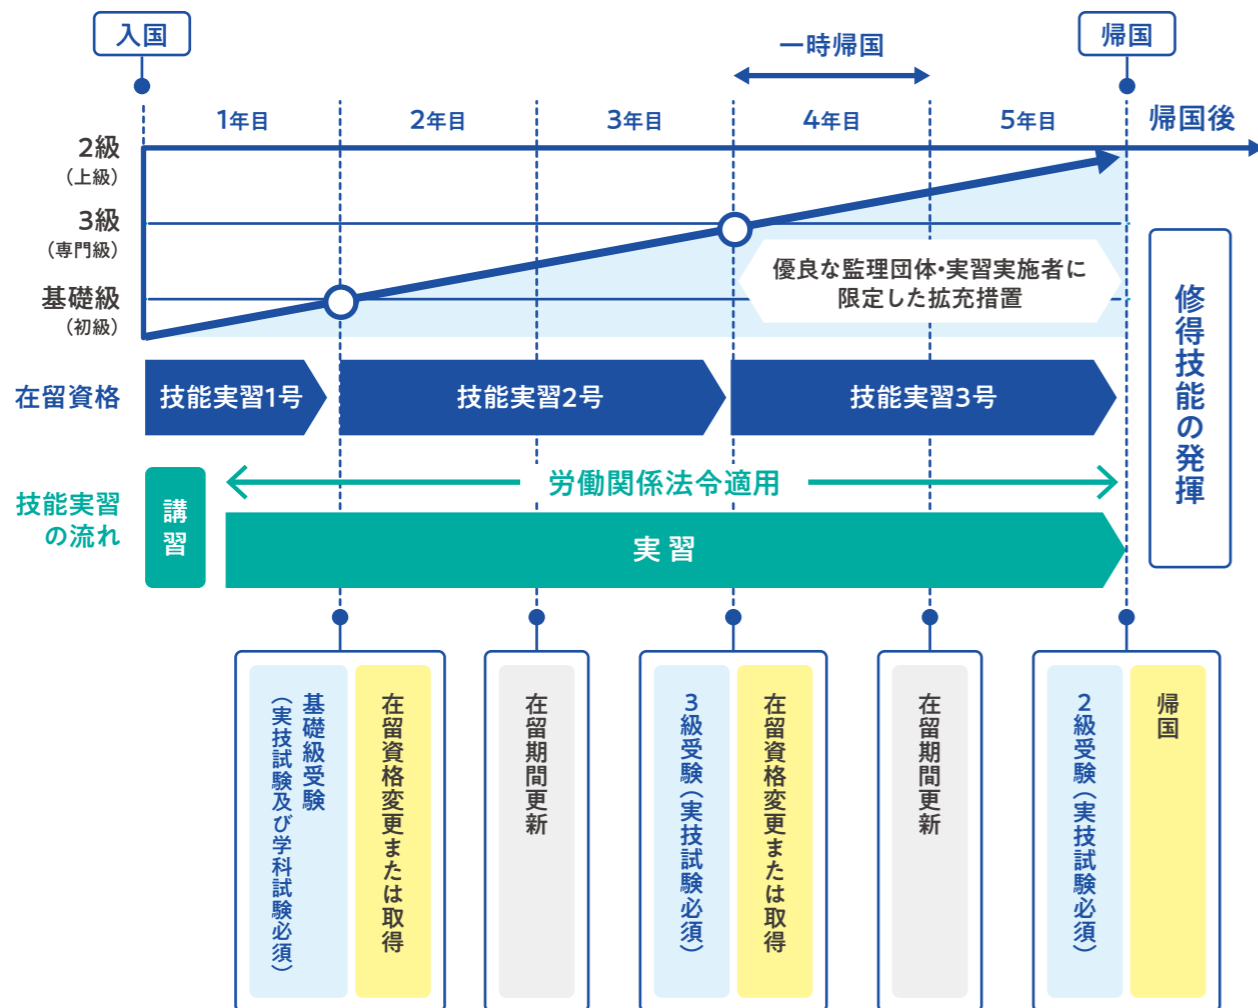 入国
一時帰国
帰国
1年目
2年目
3年目
4年目
5年目
帰国後
2級
（上級）
3級
（専門級）
基礎級
（初級）
優良な監理団体・実習実施者に
限定した拡充措置
修得技能の発揮
在留資格
技能実習1号
技能実習2号
技能実習3号
技能実習
の流れ
講習
労働関係法令適用
実習
基礎級受験
（実技試験及び学科試験必須）
在留資格変更または取得
在留期間更新
3級受験（実技試験必須）
在留資格変更または取得
在留期間更新
2級受験（実技試験必須）
帰国